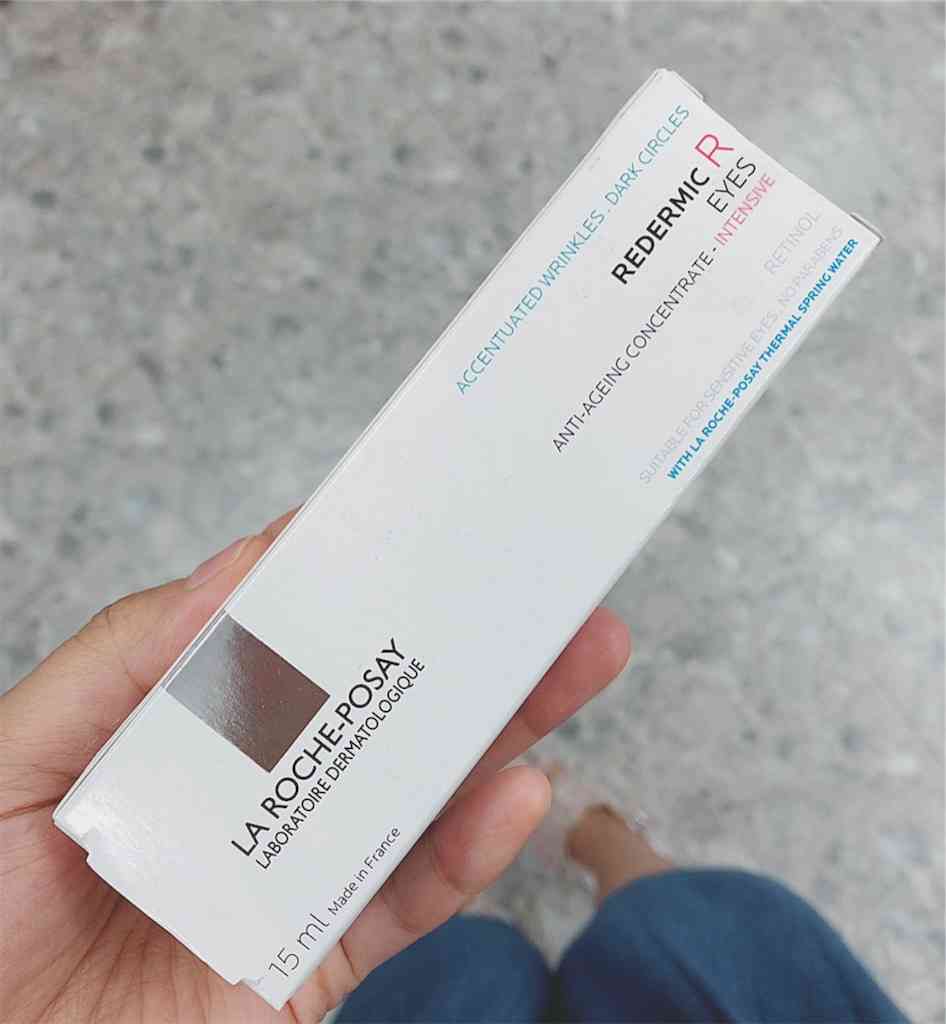 ACCENTUATED WRINKLES . DARK CIRCLES
REDERMIC R
EYES
ANTI-AGEING CONCENTRATE - INTENSIVE
RETINOL
SUITABLE FOR SENSITIVE EYES . NO PARABENS
WITH LA ROCHE-POSAY THERMAL SPRING WATER
LA ROCHE-POSAY
LABORATOIRE DERMATOLOGIQUE
15 ml Made in France